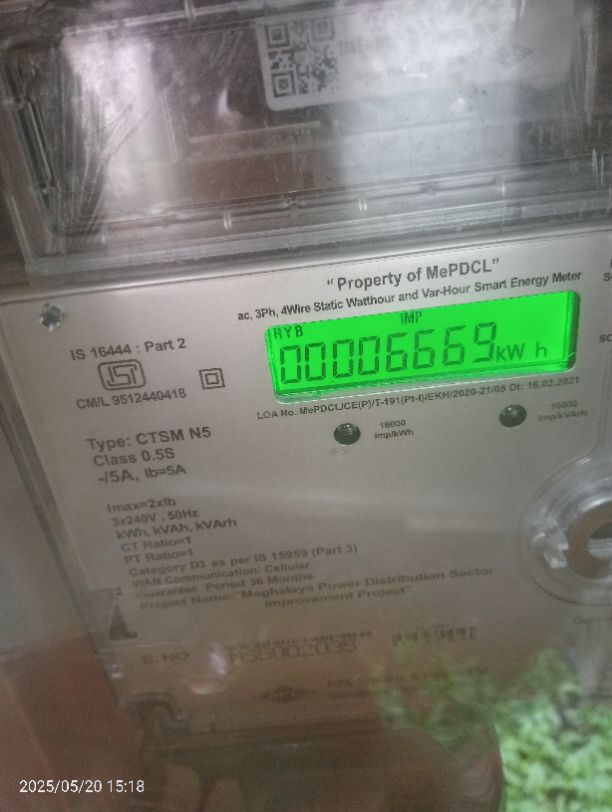 "Property of MePDCL"
ac, 3Ph, 4Wire Static Watthour and Var-Hour Smart Energy Meter
IS 16444 : Part 2
RYB IMP
00006669 kW h
CM/L 9512440418
LOA No. MePDCL/CE(P)/T-191(Pt-I)/EKH/2020-21/05 Dt: 16.02.2021
16000
imp/kWh
16000
imp/kVArh
Type: CTSM N5
Class 0.5S
-/5A, Ib=5A
Imax=2xIb
3x240V , 50Hz
kWh, kVAh, kVArh
CT Ratio=1
PT Ratio=1
Category D3 as per IS 15959 (Part 3)
WAN Communication: Cellular
Guarantee Period 36 Months
Project Name:"Meghalaya Power Distribution Sector
Improvement Project"
S. NO
2025/05/20 15:18